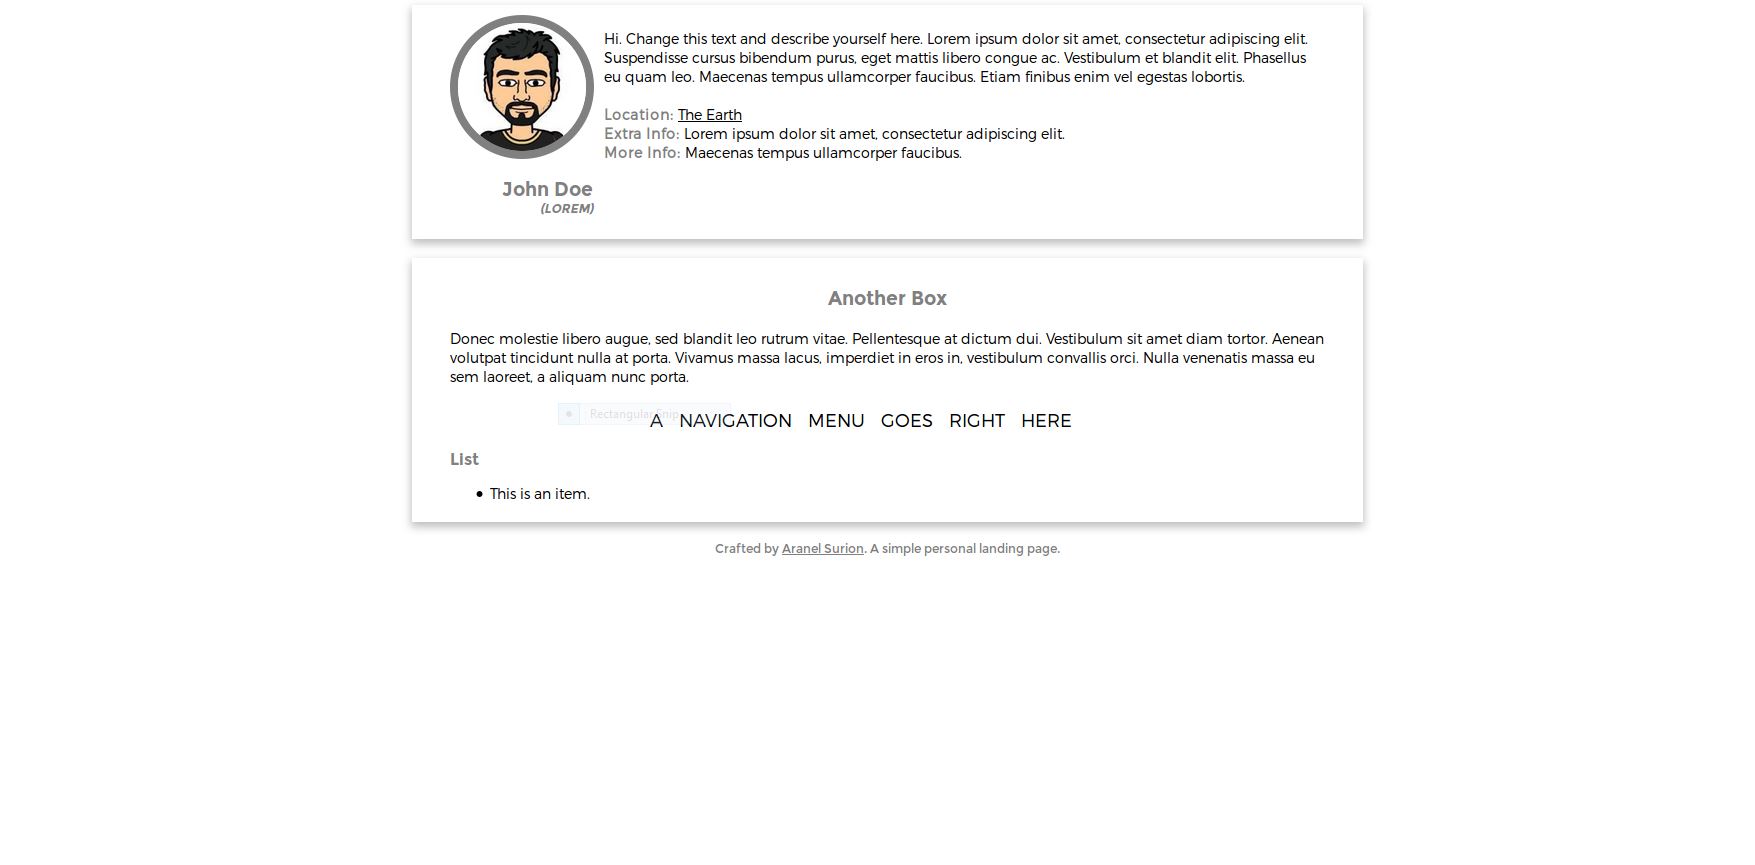 Hi. Change this text and describe yourself here. Lorem ipsum dolor sit amet, consectetur adipiscing elit.
Suspendisse cursus bibendum purus, eget mattis libero congue ac. Vestibulum et blandit elit. Phasellus
eu quam leo. Maecenas tempus ullamcorper faucibus. Etiam finibus enim vel egestas lobortis.
Location: The Earth
Extra Info: Lorem ipsum dolor sit amet, consectetur adipiscing elit.
More Info: Maecenas tempus ullamcorper faucibus.
John Doe
(LOREM)
Another Box
Donec molestie libero augue, sed blandit leo rutrum vitae. Pellentesque at dictum dui. Vestibulum sit amet diam tortor. Aenean
volutpat tincidunt nulla at porta. Vivamus massa lacus, imperdiet in eros in, vestibulum convallis orci. Nulla venenatis massa eu
sem laoreet, a aliquam nunc porta.
Rectangular Snip
A NAVIGATION MENU GOES RIGHT HERE
List
• This is an item.
Crafted by Aranel Surion. A simple personal landing page.